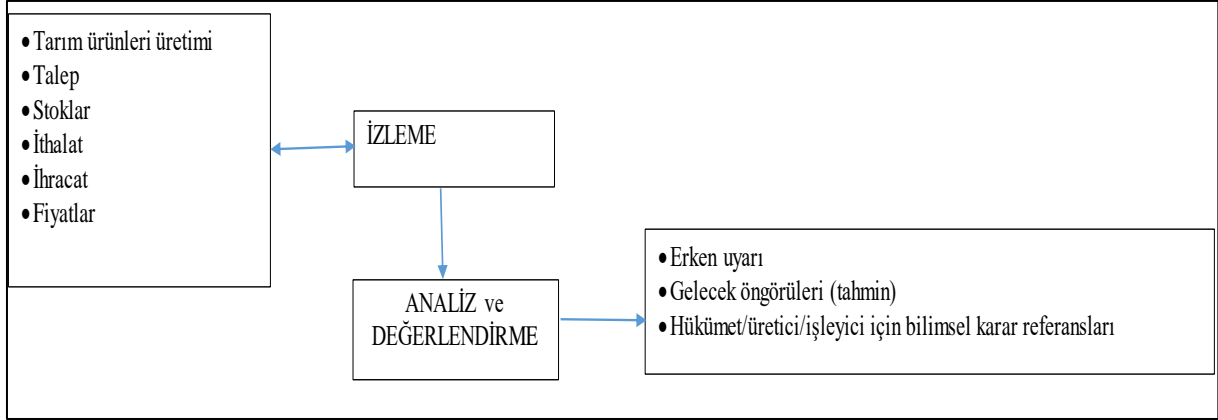 • Tarım ürünleri üretimi
• Talep
• Stoklar
• İthalat
• İhracat
• Fiyatlar
İZLEME
ANALİZ ve
DEĞERLENDİRME
• Erken uyarı
• Gelecek öngörüleri (tahmin)
• Hükümet/üretici/işleyici için bilimsel karar referansları